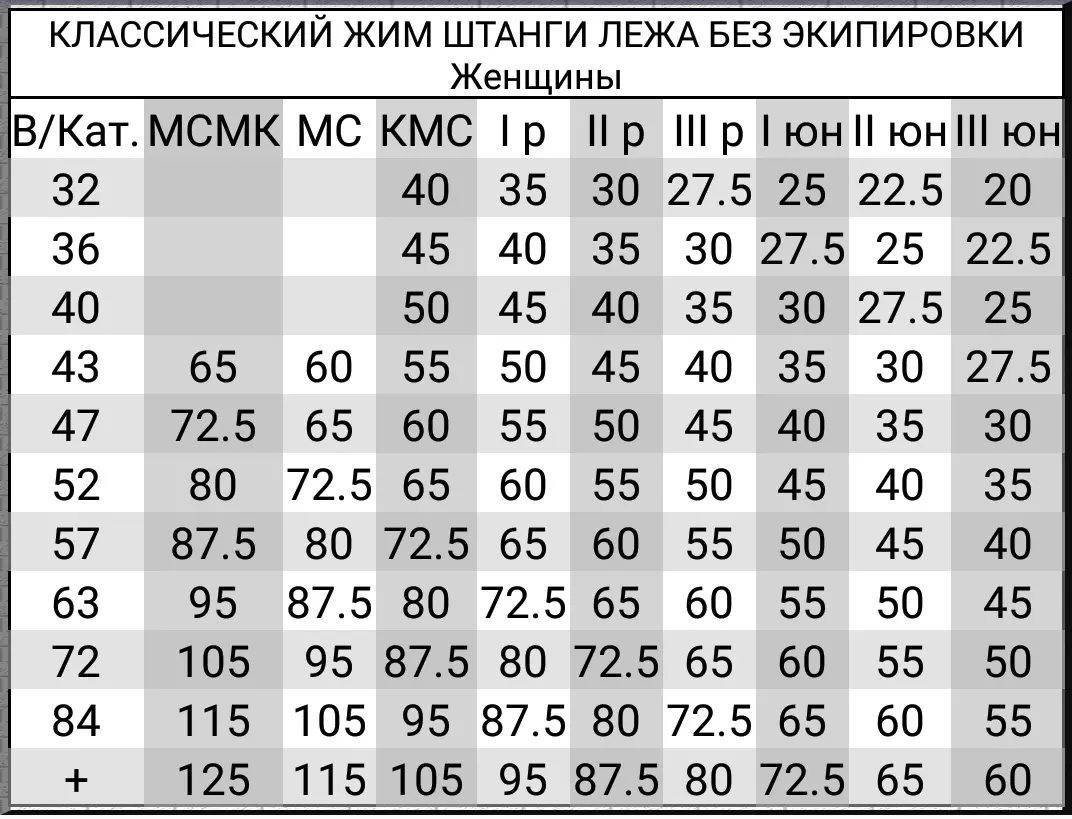 КЛАССИЧЕСКИЙ ЖИМ ШТАНГИ ЛЕЖА БЕЗ ЭКИПИРОВКИ
Женщины
В/Кат. МСМК МС КМС I р II р III р I юн II юн III юн
32 40 35 30 27.5 25 22.5 20
36 45 40 35 30 27.5 25 22.5
40 50 45 40 35 30 27.5 25
43 65 60 55 50 45 40 35 30 27.5
47 72.5 65 60 55 50 45 40 35 30
52 80 72.5 65 60 55 50 45 40 35
57 87.5 80 72.5 65 60 55 50 45 40
63 95 87.5 80 72.5 65 60 55 50 45
72 105 95 87.5 80 72.5 65 60 55 50
84 115 105 95 87.5 80 72.5 65 60 55
+ 125 115 105 95 87.5 80 72.5 65 60